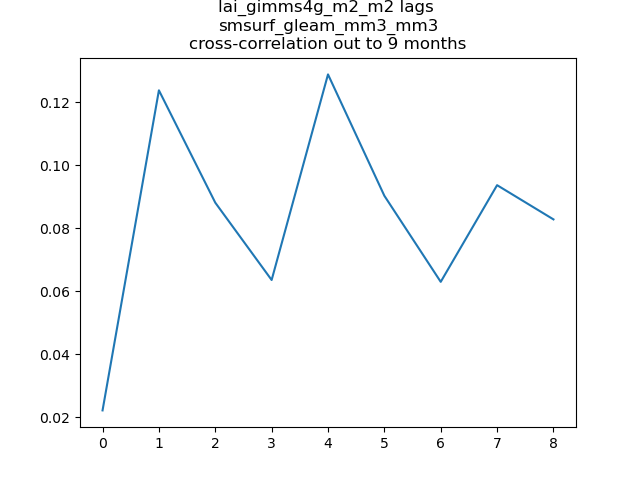 lai_gimms4g_m2_m2 lags
smsurf_gleam_mm3_mm3
cross-correlation out to 9 months
0.12
0.10
0.08
0.06
0.04
0.02
0 1 2 3 4 5 6 7 8